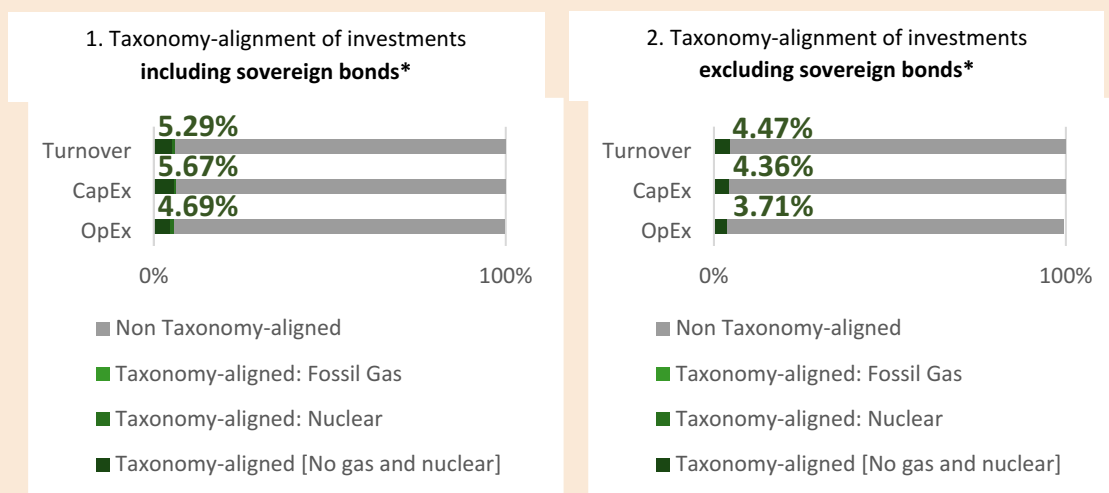 1. Taxonomy-alignment of investments
including sovereign bonds*
5.29%
Turnover
5.67%
CapEx
4.69%
OpEx
0%
100%
Non Taxonomy-aligned
Taxonomy-aligned: Fossil Gas
Taxonomy-aligned: Nuclear
Taxonomy-aligned [No gas and nuclear]
2. Taxonomy-alignment of investments
excluding sovereign bonds*
4.47%
Turnover
4.36%
CapEx
3.71%
OpEx
0%
100%
Non Taxonomy-aligned
Taxonomy-aligned: Fossil Gas
Taxonomy-aligned: Nuclear
Taxonomy-aligned [No gas and nuclear]